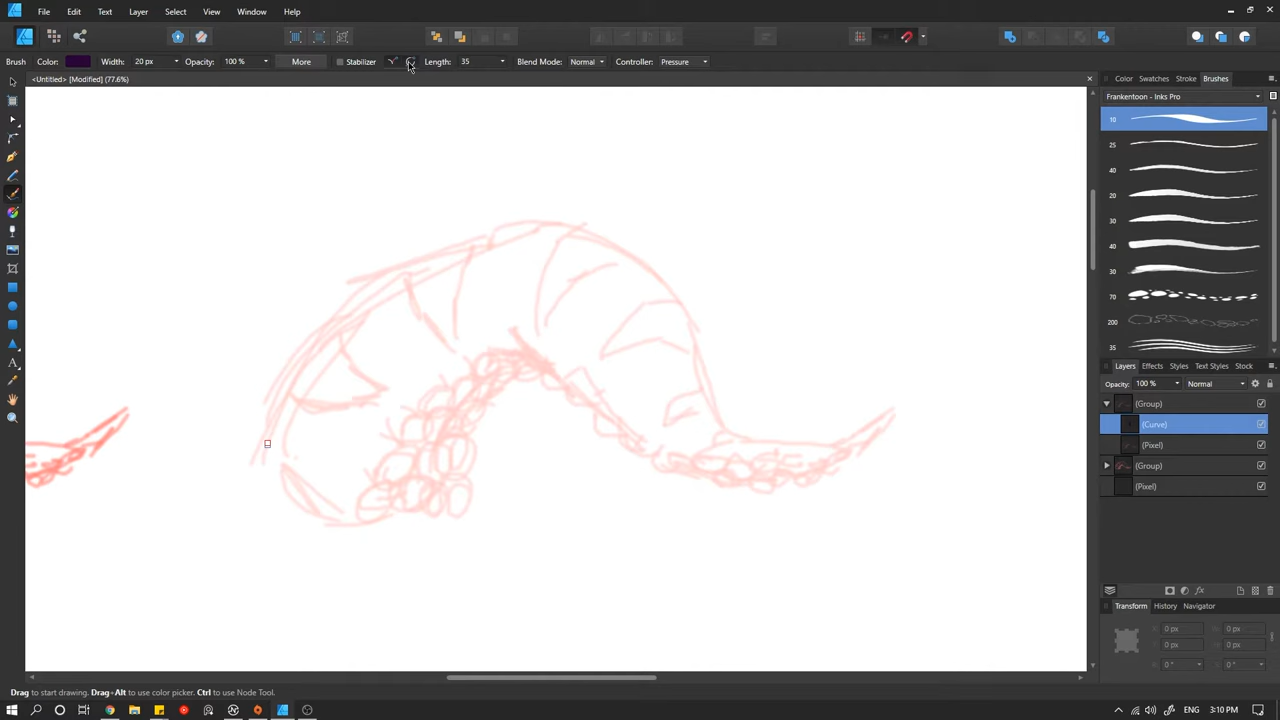 File Edit Text Layer Select View Window Help
Brush Color: Width: 20 px Opacity: 100 % More Stabilizer Length: 35 Blend Mode: Normal Controller: Pressure
<Untitled> [Modified] (77.6%)
Color Swatches Stroke Brushes
Frankentoon - Inks Pro
10
25
40
20
30
40
30
70
200
35
Layers Effects Styles Text Styles Stock
Opacity: 100 % Normal
(Group)
(Curve)
(Pixel)
(Group)
(Pixel)
Transform History Navigator
X: 0 px W: 0 px
Y: 0 px H: 0 px
R: 0 ° S: 0 °
Drag to start drawing. Drag+Alt to use color picker. Ctrl to use Node Tool.
3:10 PM